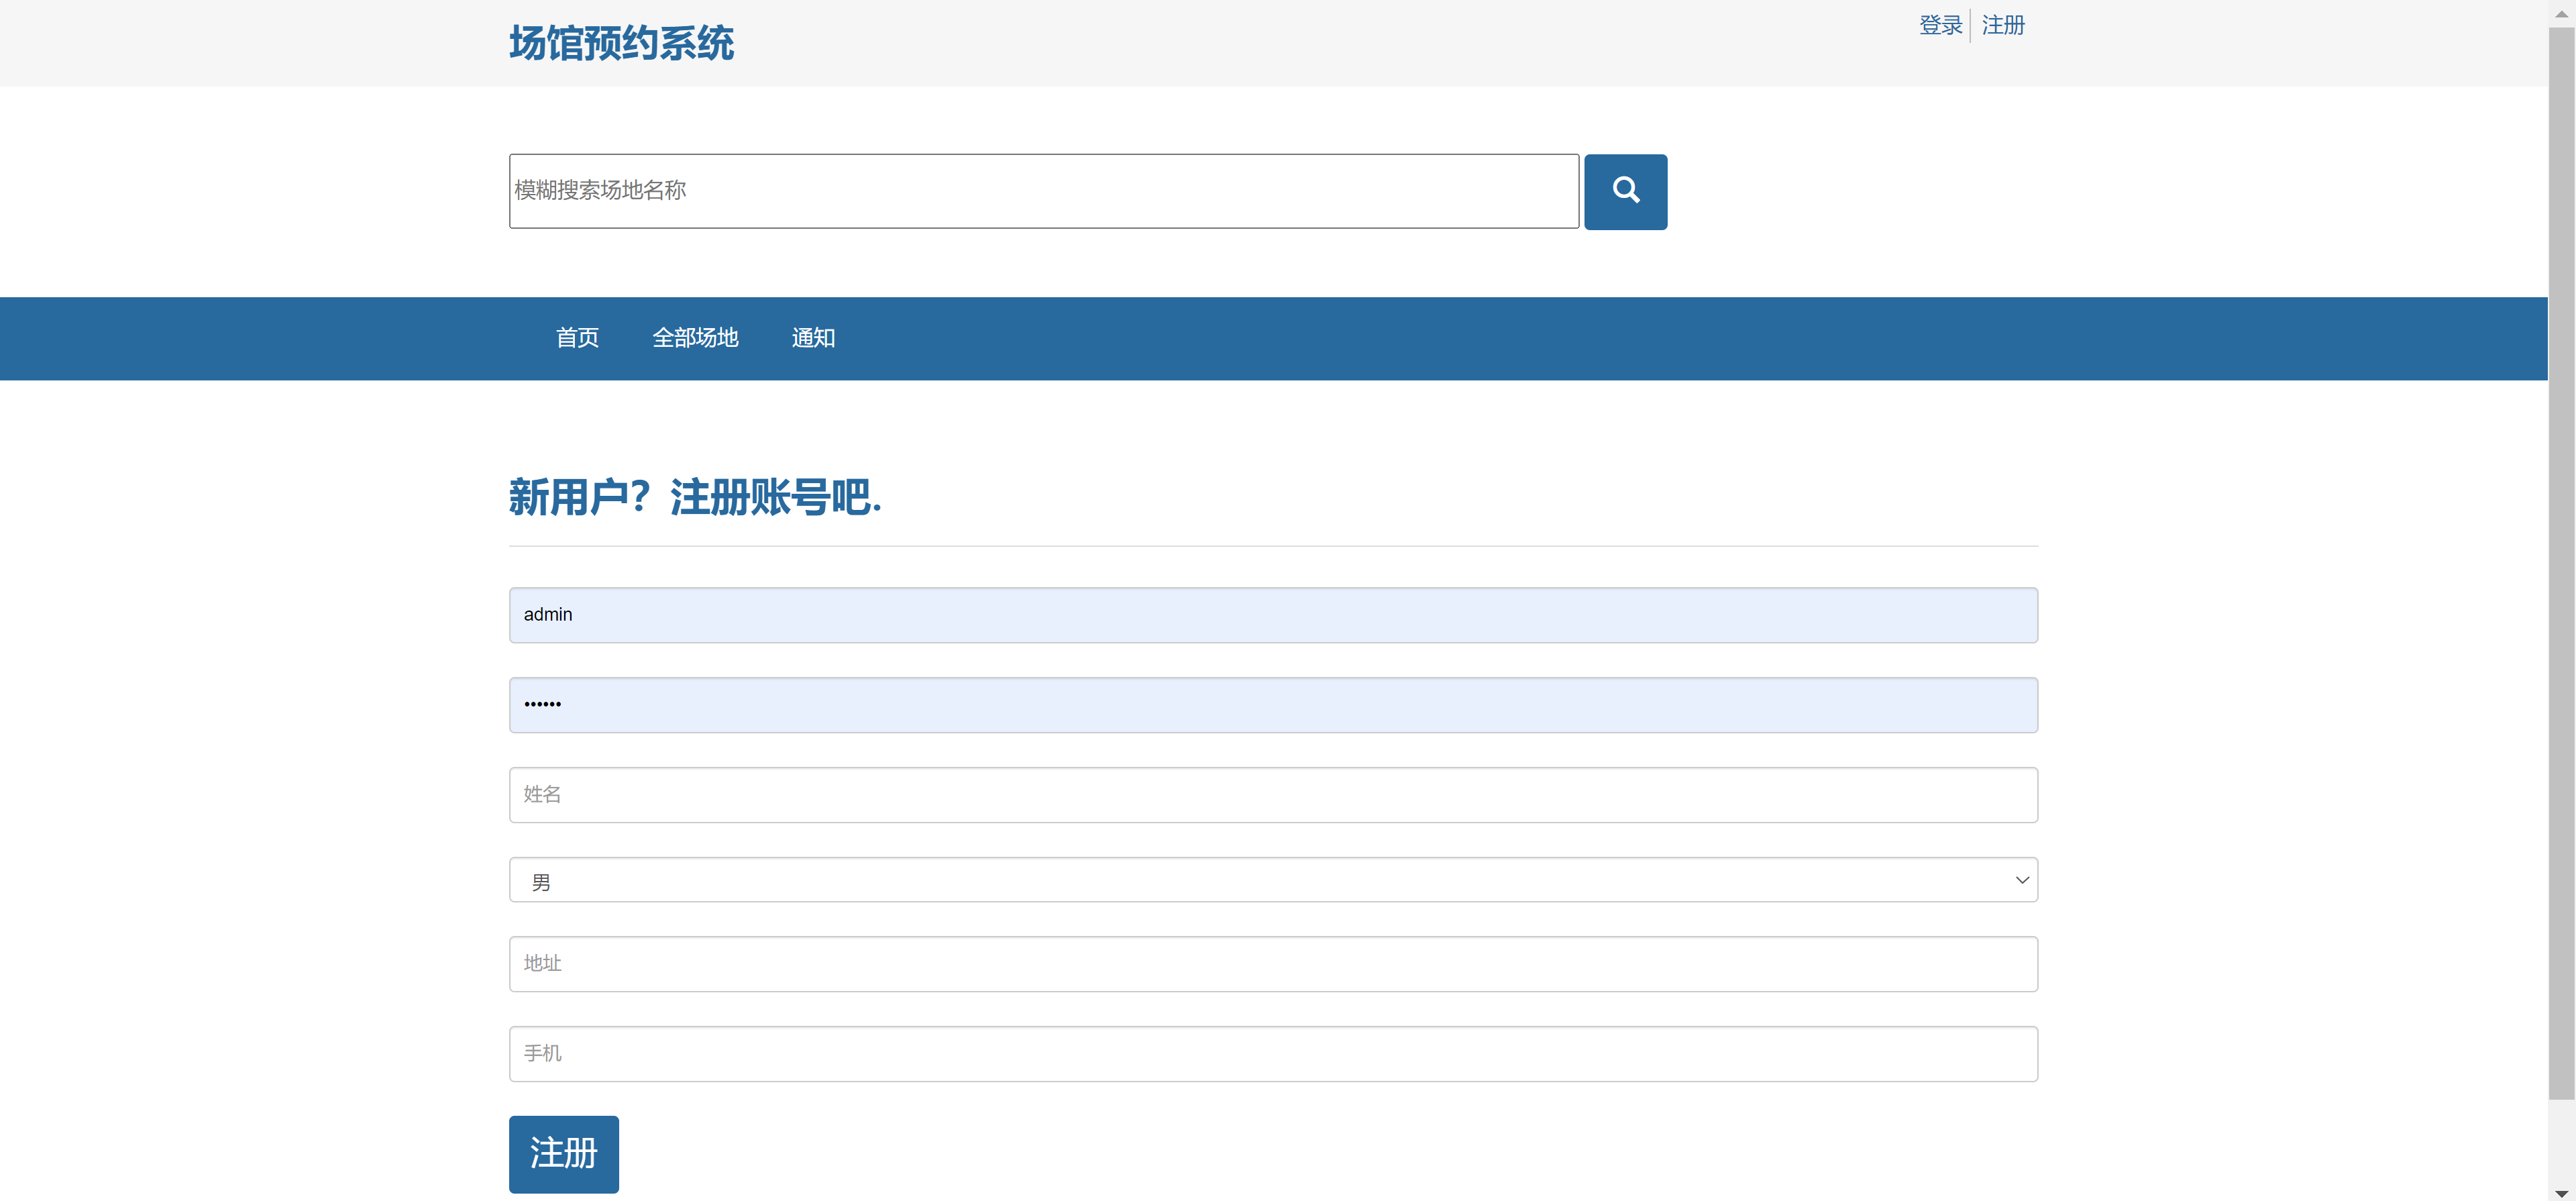 场馆预约系统
登录 注册
模糊搜索场地名称
首页 全部场地 通知
新用户？注册账号吧.
admin
••••••
姓名
男
地址
手机
注册